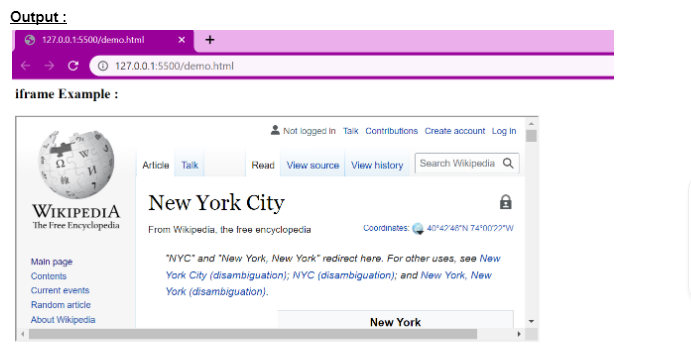 Output :
127.0.0.1:5500/demo.html
127.0.0.1:5500/demo.html
iframe Example :
Not logged in Talk Contributions Create account Log in
Article Talk Read View source View history Search Wikipedia
WIKIPEDIA
The Free Encyclopedia
New York City
From Wikipedia, the free encyclopedia
Coordinates: 40°42′46″N 74°00′22″W
"NYC" and "New York, New York" redirect here. For other uses, see New
York City (disambiguation); NYC (disambiguation); and New York, New
York (disambiguation).
Main page
Contents
Current events
Random article
About Wikipedia
New York